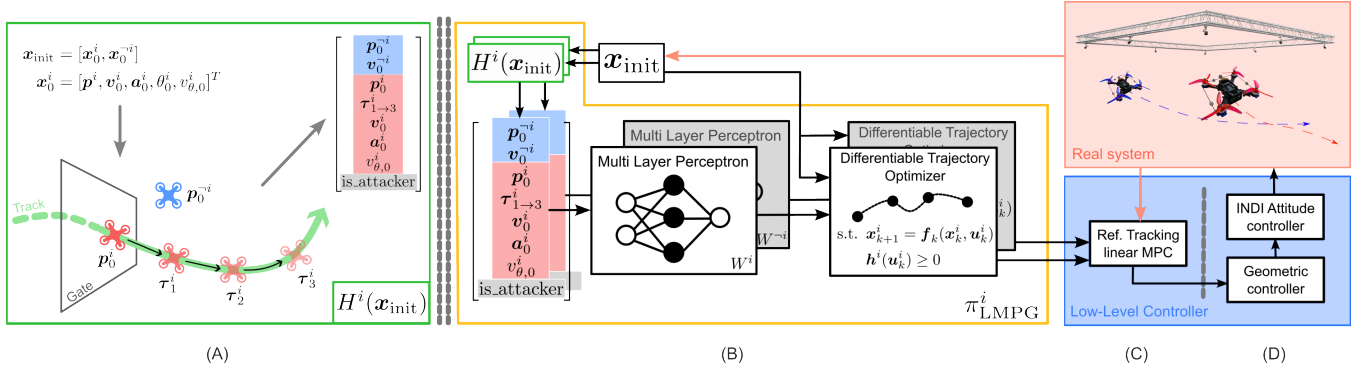 x_init = [x_0^i, x_0^¬i]
x_0^i = [p^i, v_0^i, a_0^i, θ_0^i, v_θ,0^i]^T
p_0^¬i
v_0^¬i
p_0^i
τ_1→3^i
v_0^i
a_0^i
v_θ,0^i
is_attacker
p_0^¬i
Track
p_0^i
τ_1^i
τ_2^i
τ_3^i
Gate
H^i(x_init)
(A)
H^i(x_init)
x_init
p_0^¬i
v_0^¬i
p_0^i
τ_1→3^i
v_0^i
a_0^i
v_θ,0^i
is_attacker
Multi Layer Perceptron
W^¬i
Multi Layer Perceptron
W^i
Differentiable Trajectory
Differentiable Trajectory
Optimizer
s.t. x_k+1^i = f_k(x_k^i, u_k^i)
h^i(u_k^i) ≥ 0
π_LMPG^i
(B)
Real system
Ref. Tracking
linear MPC
INDI Attitude
controller
Geometric
controller
Low-Level Controller
(C)
(D)